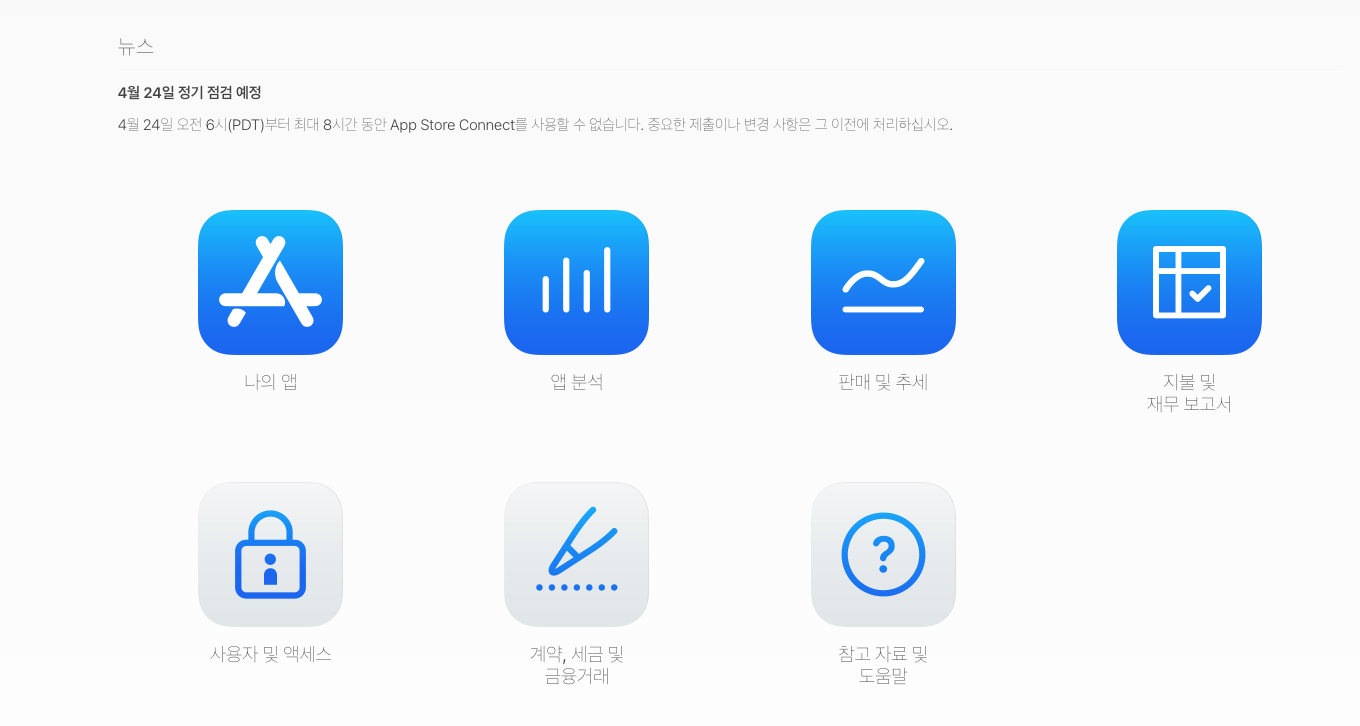 뉴스
4월 24일 정기 점검 예정
4월 24일 오전 6시(PDT)부터 최대 8시간 동안 App Store Connect를 사용할 수 없습니다. 중요한 제출이나 변경 사항은 그 이전에 처리하십시오.
나의 앱
앱 분석
판매 및 추세
지불 및
재무 보고서
사용자 및 액세스
계약, 세금 및
금융거래
참고 자료 및
도움말